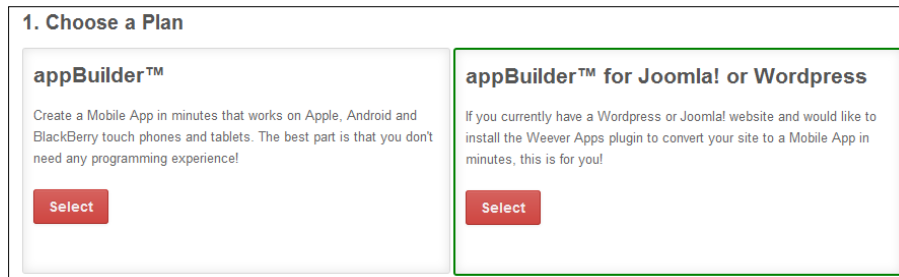 1. Choose a Plan
appBuilder™
Create a Mobile App in minutes that works on Apple, Android and
BlackBerry touch phones and tablets. The best part is that you don't
need any programming experience!
Select
appBuilder™ for Joomla! or Wordpress
If you currently have a Wordpress or Joomla! website and would like to
install the Weever Apps plugin to convert your site to a Mobile App in
minutes, this is for you!
Select